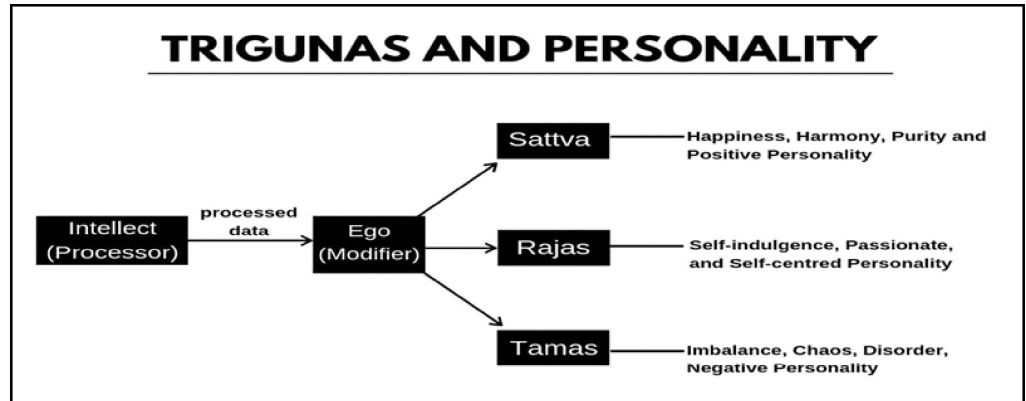 TRIGUNAS AND PERSONALITY
Sattva
Happiness, Harmony, Purity and
Positive Personality
processed
data
Intellect
(Processor)
Ego
(Modifier)
Rajas
Self-indulgence, Passionate,
and Self-centred Personality
Tamas
Imbalance, Chaos, Disorder,
Negative Personality